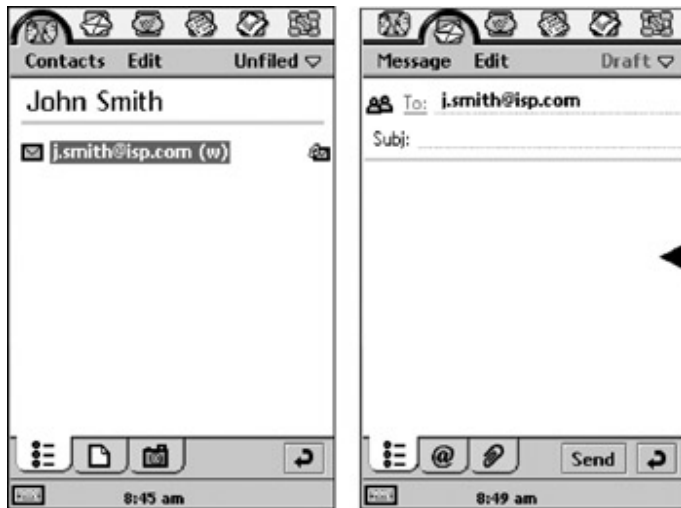 Contacts Edit Unfiled
John Smith
j.smith@isp.com (w)
8:45 am
Message Edit Draft
To: j.smith@isp.com
Subj:
@
Send
8:49 am